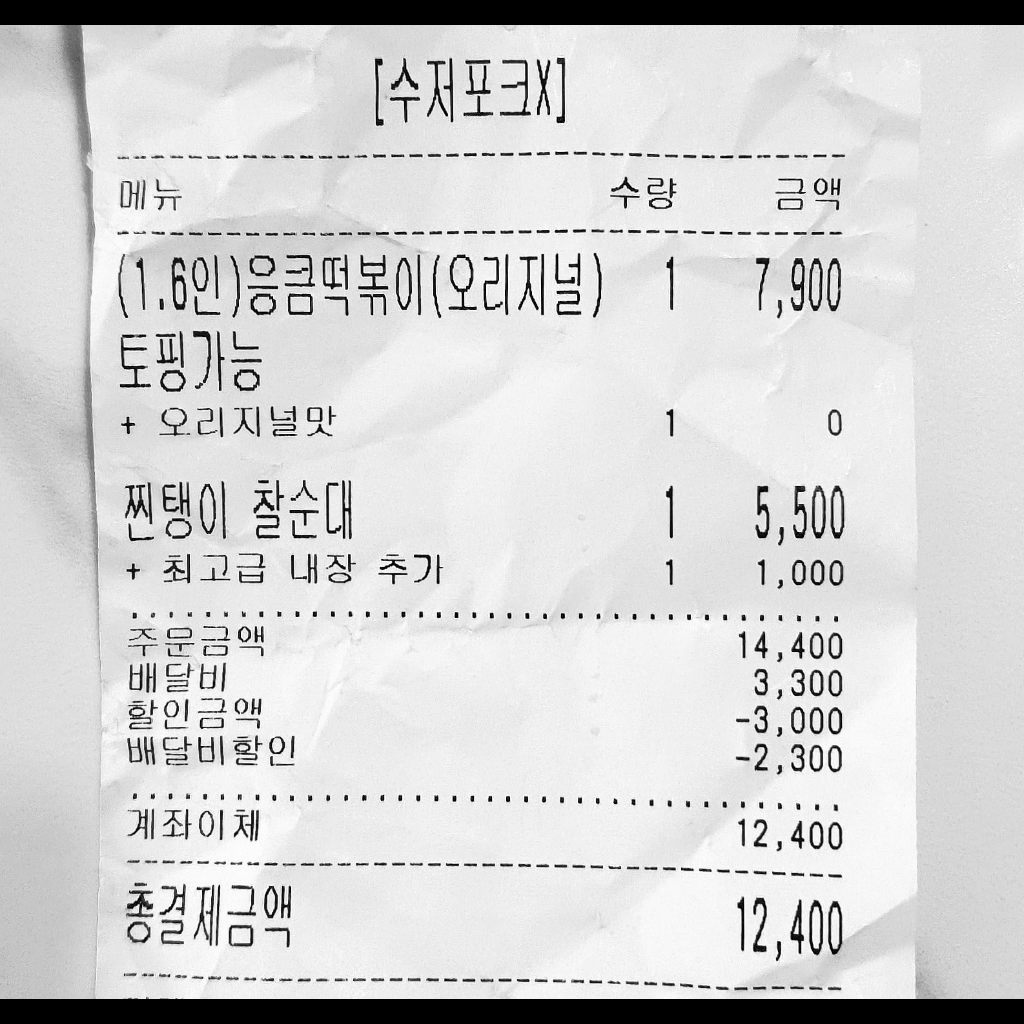 [수저포크X]
메뉴 수량 금액
(1.6인)응큼떡볶이(오리지널) 1 7,900
토핑가능
+ 오리지널맛 1 0
찐탱이 찰순대 1 5,500
+ 최고급 내장 추가 1 1,000
주문금액 14,400
배달비 3,300
할인금액 -3,000
배달비할인 -2,300
계좌이체 12,400
총결제금액 12,400